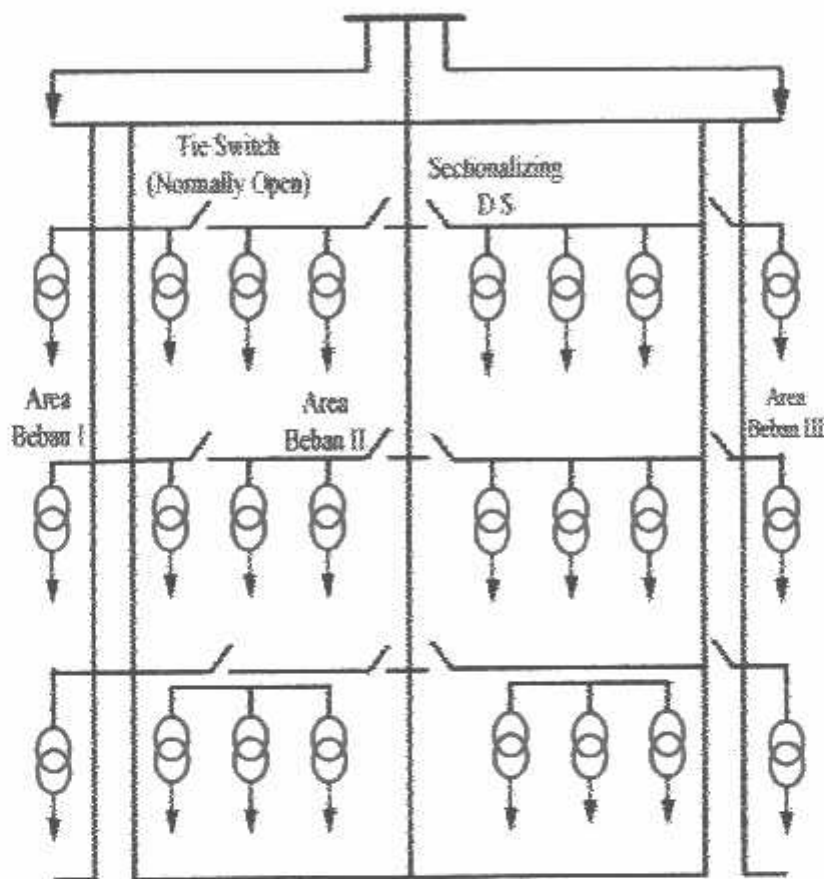 Tie Switch
(Normally Open)
Sectionalizing
D S
Area
Beban I
Area
Beban II
Area
Beban III